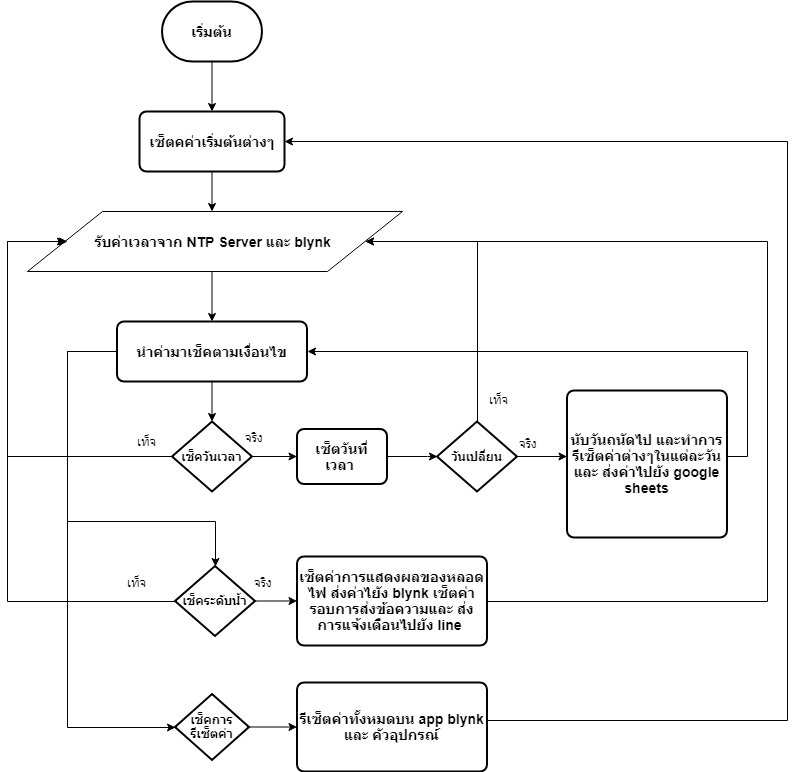 เริ่มต้น
เซ็ตคค่าเริ่มต้นต่างๆ
รับค่าเวลาจาก NTP Server และ blynk
นำค่ามาเช็คตามเงื่อนไข
เท็จ
เช็ควันเวลา
จริง
เซ็ตวันที่
เวลา
เท็จ
วันเปลี่ยน
จริง
นับวันถนัดไป และทำการ
รีเซ็ตค่าต่างๆในแต่ละวัน
และ ส่งค่าไปยัง google
sheets
เท็จ
เช็คระดับน้ำ
จริง
เซ็ตค่าการแสดงผลของหลอด
ไฟ ส่งค่าไยัง blynk เซ็ตค่า
รอบการส่งข้อความและ ส่ง
การแจ้งเตือนไปยัง line
เช็คการ
รีเซ็ตค่า
รีเซ็ตค่าทั้งหมดบน app blynk
และ คัวอุปกรณ์